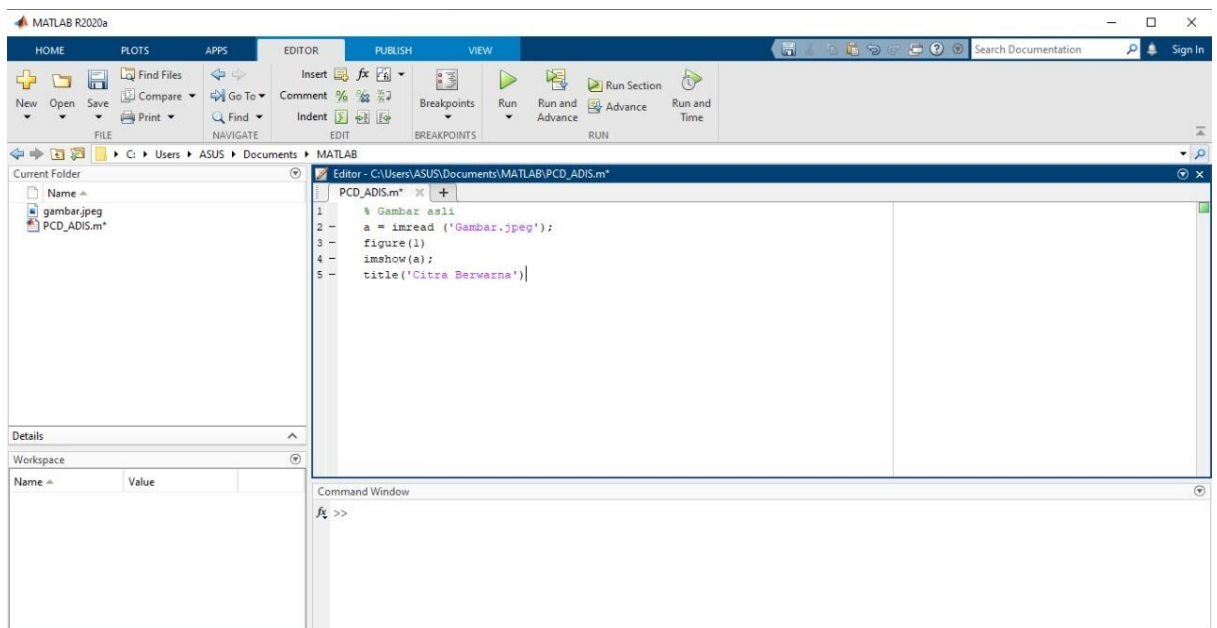 MATLAB R2020a
HOME PLOTS APPS EDITOR PUBLISH VIEW Search Documentation Sign In
New Open Save Find Files Compare Print Go To Find Insert fx Comment % Indent Breakpoints Run Run and Advance Run Section Advance Run and Time
FILE NAVIGATE EDIT BREAKPOINTS RUN
C: Users ASUS Documents MATLAB
Current Folder
Name
gambar.jpeg
PCD_ADIS.m*
Details
Workspace
Name Value
Editor - C:\Users\ASUS\Documents\MATLAB\PCD_ADIS.m*
PCD_ADIS.m*
1 % Gambar asli
2 - a = imread ('Gambar.jpeg');
3 - figure(1)
4 - imshow(a);
5 - title('Citra Berwarna')
Command Window
fx >>